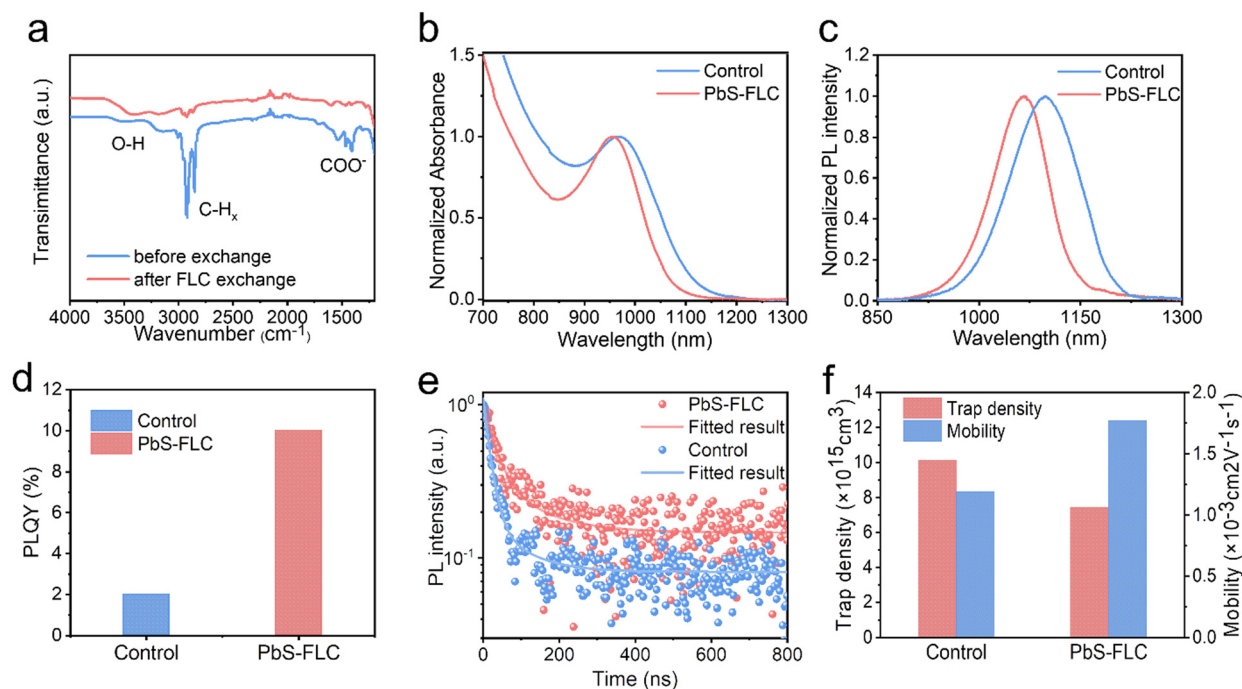 a
Transimittance (a.u.)
O-H
C-Hx
COO-
before exchange
after FLC exchange
4000 3500 3000 2500 2000 1500
Wavenumber (cm-1)
b
Normalized Absorbance
1.5
1.0
0.5
0.0
Control
PbS-FLC
700 800 900 1000 1100 1200 1300
Wavelength (nm)
c
Normalized PL intensity
1.2
1.0
0.8
0.6
0.4
0.2
0.0
Control
PbS-FLC
850 1000 1150 1300
Wavelength (nm)
d
PLQY (%)
12
10
8
6
4
2
0
Control
PbS-FLC
Control PbS-FLC
e
PL intensity (a.u.)
10^0
10^-1
PbS-FLC
Fitted result
Control
Fitted result
0 200 400 600 800
Time (ns)
f
Trap density (×10^15cm^3)
14
12
10
8
6
4
2
0
Trap density
Mobility
2.0
1.5
1.0
0.5
0.0
Mobility (×10^-3cm2V-1s-1)
Control PbS-FLC